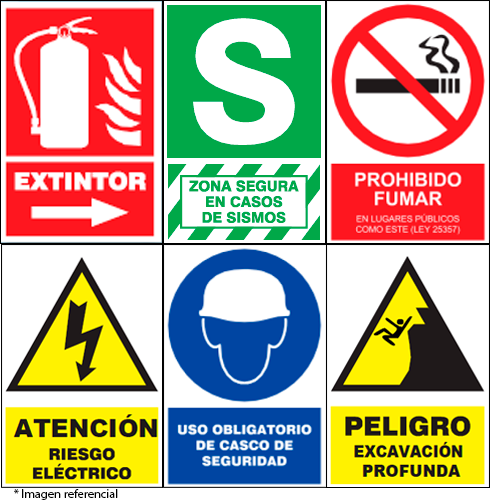 EXTINTOR
S
ZONA SEGURA
EN CASOS
DE SISMOS
PROHIBIDO
FUMAR
EN LUGARES PÚBLICOS
COMO ESTE (LEY 25357)
ATENCIÓN
RIESGO
ELÉCTRICO
USO OBLIGATORIO
DE CASCO DE
SEGURIDAD
PELIGRO
EXCAVACIÓN
PROFUNDA
* Imagen referencial